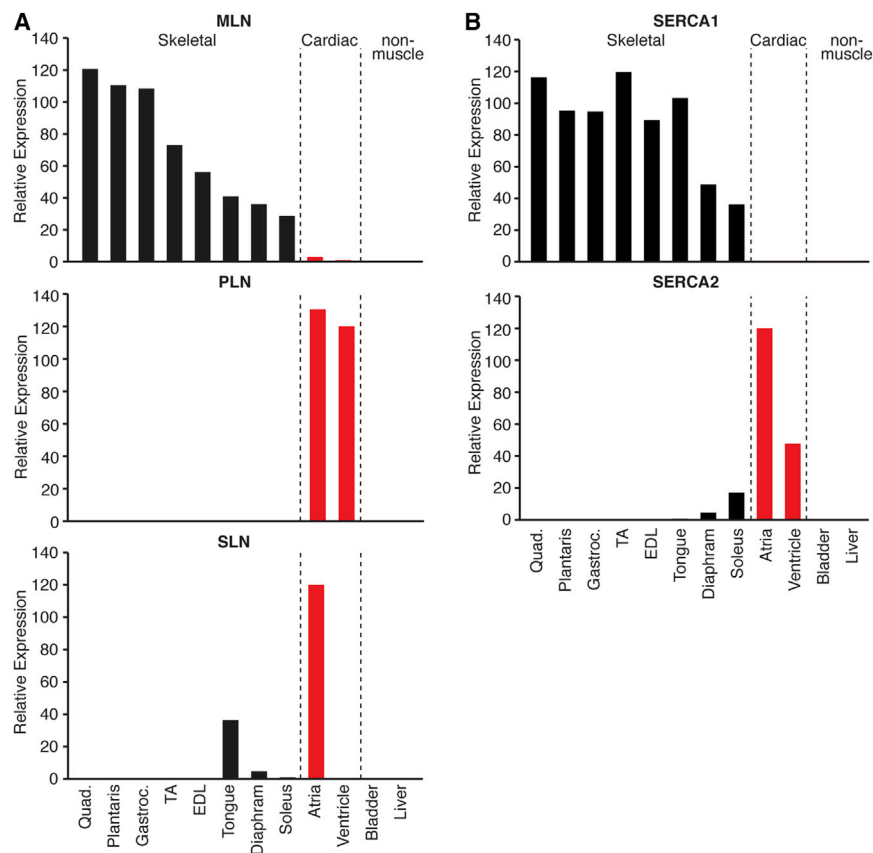 A
MLN
Skeletal
Cardiac
non-
muscle
Relative Expression
140
120
100
80
60
40
20
0
PLN
Relative Expression
140
120
100
80
60
40
20
0
SLN
Relative Expression
140
120
100
80
60
40
20
0
Quad.
Plantaris
Gastroc.
TA
EDL
Tongue
Diaphram
Soleus
Atria
Ventricle
Bladder
Liver
B
SERCA1
Skeletal
Cardiac
non-
muscle
Relative Expression
140
120
100
80
60
40
20
0
SERCA2
Relative Expression
140
120
100
80
60
40
20
0
Quad.
Plantaris
Gastroc.
TA
EDL
Tongue
Diaphram
Soleus
Atria
Ventricle
Bladder
Liver